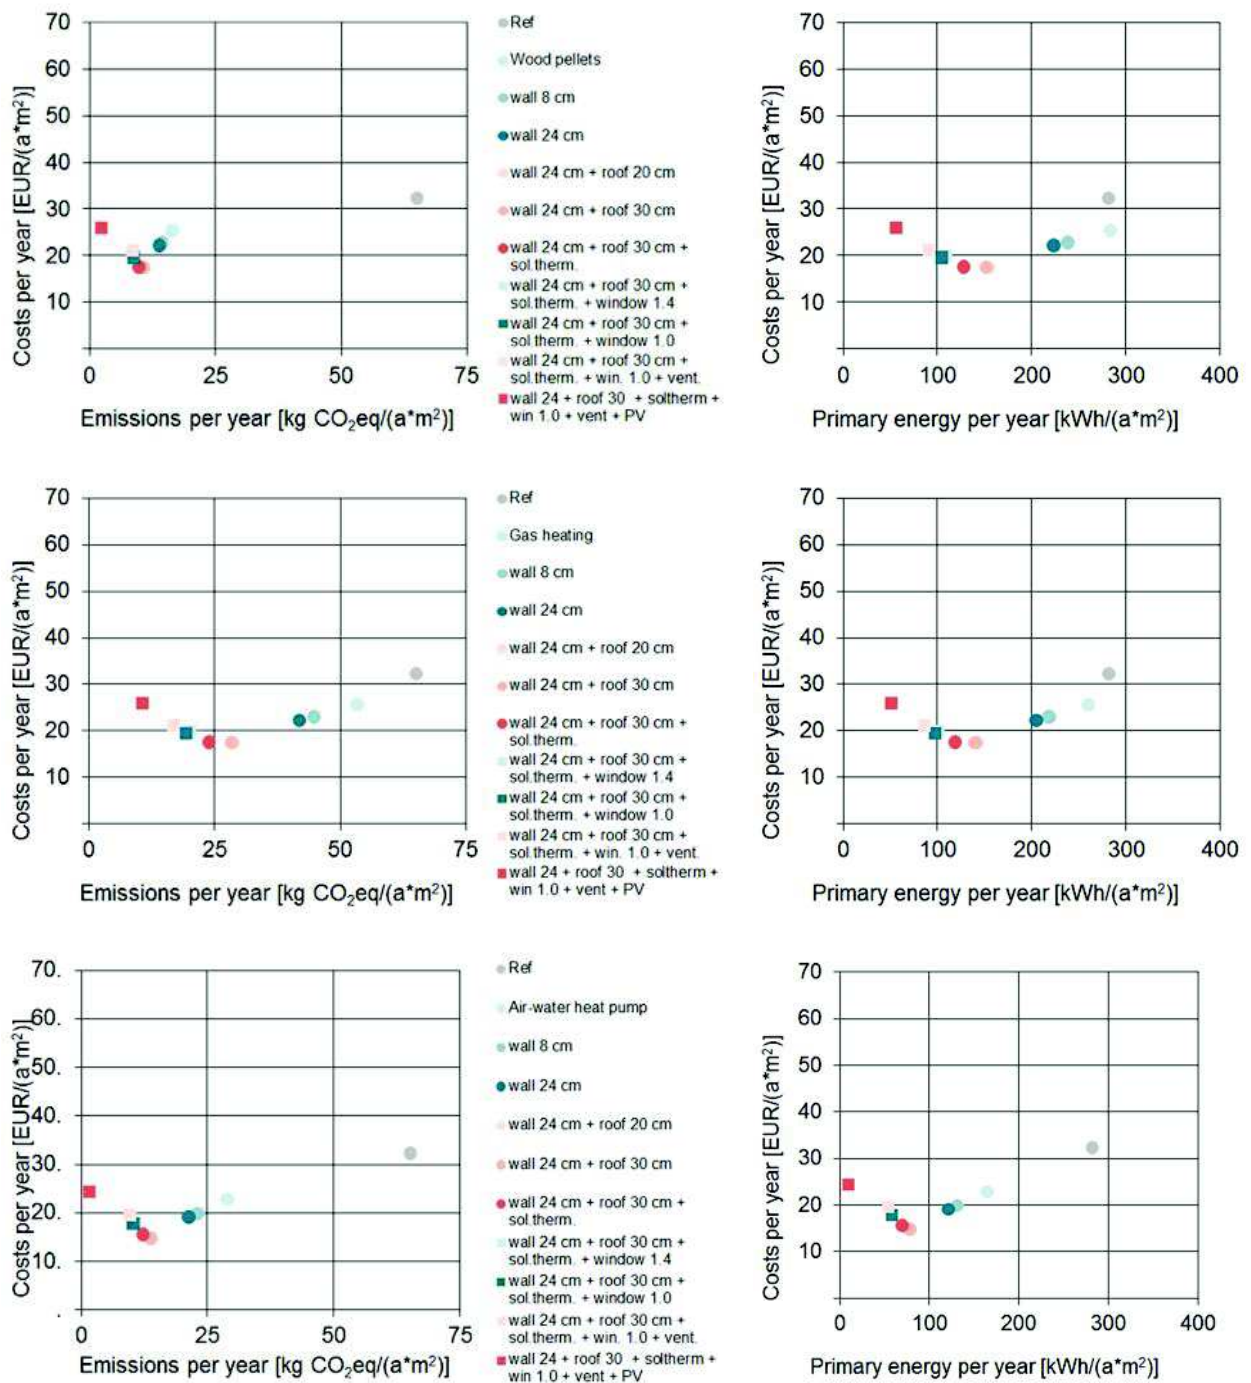 70
60
50
40
30
20
10
0
25
50
75
Costs per year [EUR/(a*m²)]
Emissions per year [kg CO₂eq/(a*m²)]
Ref
Wood pellets
wall 8 cm
wall 24 cm
wall 24 cm + roof 20 cm
wall 24 cm + roof 30 cm
wall 24 cm + roof 30 cm +
sol.therm.
wall 24 cm + roof 30 cm +
sol.therm. + window 1.4
wall 24 cm + roof 30 cm +
sol.therm. + window 1.0
wall 24 cm + roof 30 cm +
sol.therm. + win. 1.0 + vent.
wall 24 + roof 30 + soltherm +
win 1.0 + vent + PV
70
60
50
40
30
20
10
0
100
200
300
400
Costs per year [EUR/(a*m²)]
Primary energy per year [kWh/(a*m²)]
70
60
50
40
30
20
10
0
25
50
75
Costs per year [EUR/(a*m²)]
Emissions per year [kg CO₂eq/(a*m²)]
Ref
Gas heating
wall 8 cm
wall 24 cm
wall 24 cm + roof 20 cm
wall 24 cm + roof 30 cm
wall 24 cm + roof 30 cm +
sol.therm.
wall 24 cm + roof 30 cm +
sol.therm. + window 1.4
wall 24 cm + roof 30 cm +
sol.therm. + window 1.0
wall 24 cm + roof 30 cm +
sol.therm. + win. 1.0 + vent.
wall 24 + roof 30 + soltherm +
win 1.0 + vent + PV
70
60
50
40
30
20
10
0
100
200
300
400
Costs per year [EUR/(a*m²)]
Primary energy per year [kWh/(a*m²)]
70.
60.
50.
40.
30.
20.
10.
.
0
25
50
75
Costs per year [EUR/(a*m²)]
Emissions per year [kg CO₂eq/(a*m²)]
Ref
Air-water heat pump
wall 8 cm
wall 24 cm
wall 24 cm + roof 20 cm
wall 24 cm + roof 30 cm
wall 24 cm + roof 30 cm +
sol.therm.
wall 24 cm + roof 30 cm +
sol.therm. + window 1.4
wall 24 cm + roof 30 cm +
sol.therm. + window 1.0
wall 24 cm + roof 30 cm +
sol.therm. + win. 1.0 + vent.
wall 24 + roof 30 + soltherm +
win 1.0 + vent + PV
70
60
50
40
30
20
10
0
100
200
300
400
Costs per year [EUR/(a*m²)]
Primary energy per year [kWh/(a*m²)]